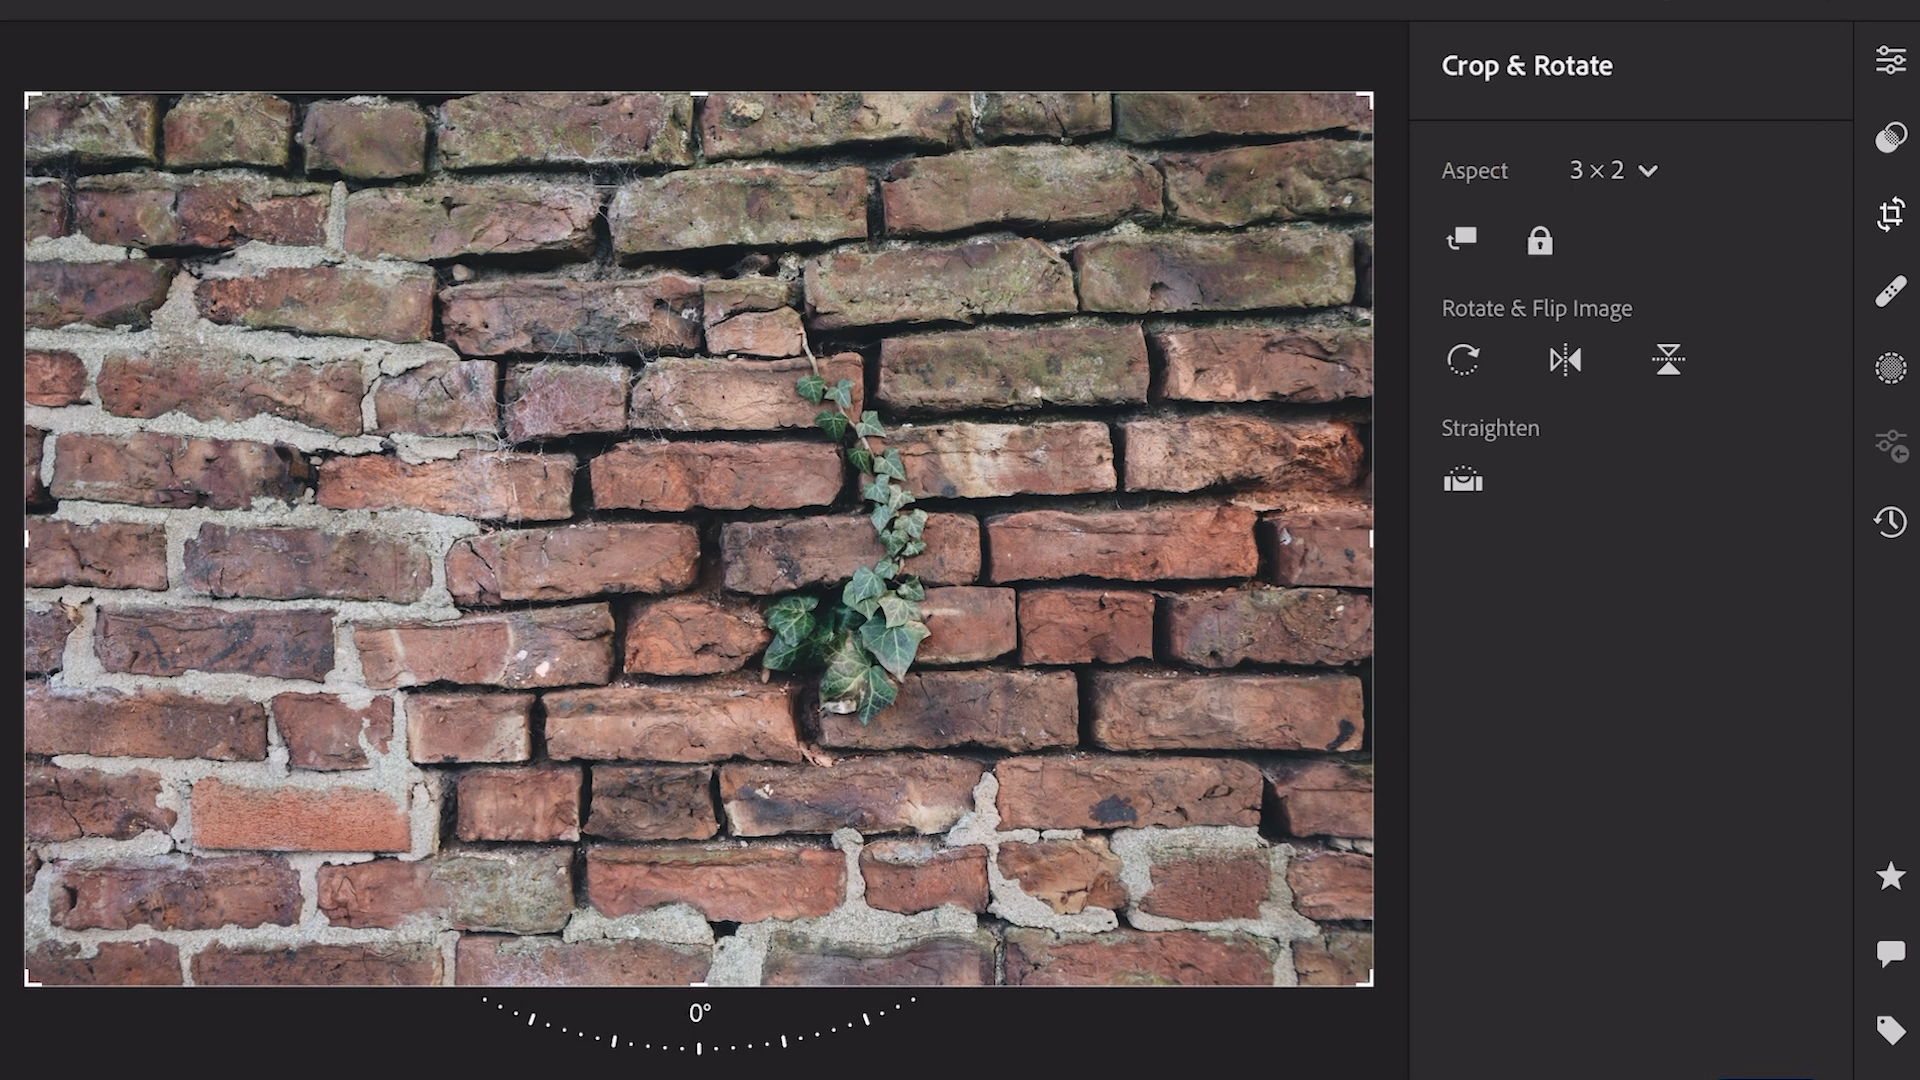 Crop & Rotate
Aspect 3 × 2
Rotate & Flip Image
Straighten
0°